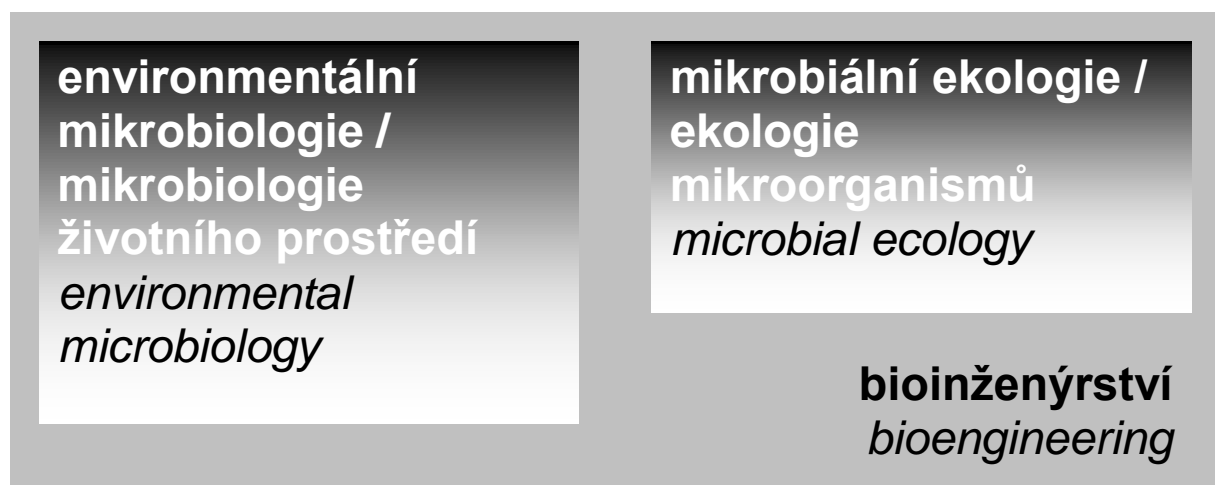 environmentální
mikrobiologie /
mikrobiologie
životního prostředí
environmental
microbiology
mikrobiální ekologie /
ekologie
mikroorganismů
microbial ecology
bioinženýrství
bioengineering